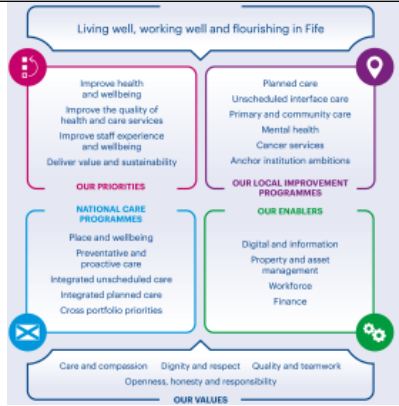 Living well, working well and flourishing in Fife
Improve health
and wellbeing
Improve the quality of
health and care services
Improve staff experience
and wellbeing
Deliver value and sustainability
OUR PRIORITIES
Planned care
Unscheduled interface care
Primary and community care
Mental health
Cancer services
Anchor institution ambitions
OUR LOCAL IMPROVEMENT
PROGRAMMES
NATIONAL CARE
PROGRAMMES
Place and wellbeing
Preventative and
proactive care
Integrated unscheduled care
Integrated planned care
Cross portfolio priorities
OUR ENABLERS
Digital and information
Property and asset
management
Workforce
Finance
Care and compassion Dignity and respect Quality and teamwork
Openness, honesty and responsibility
OUR VALUES